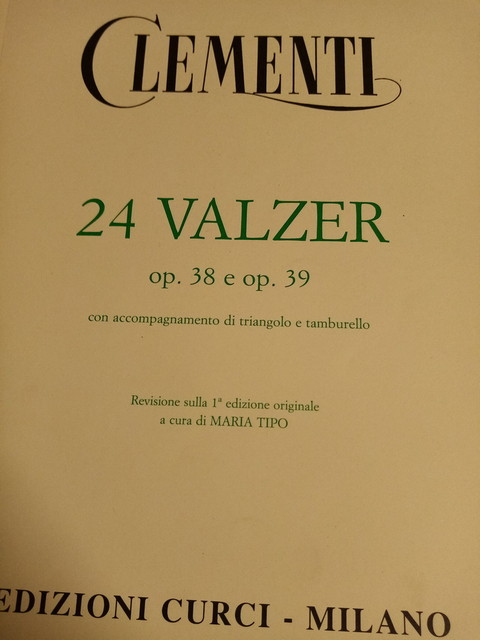 CLEMENTI
24 VALZER
op. 38 e op. 39
con accompagnamento di triangolo e tamburello
Revisione sulla 1ª edizione originale
a cura di MARIA TIPO
EDIZIONI CURCI - MILANO